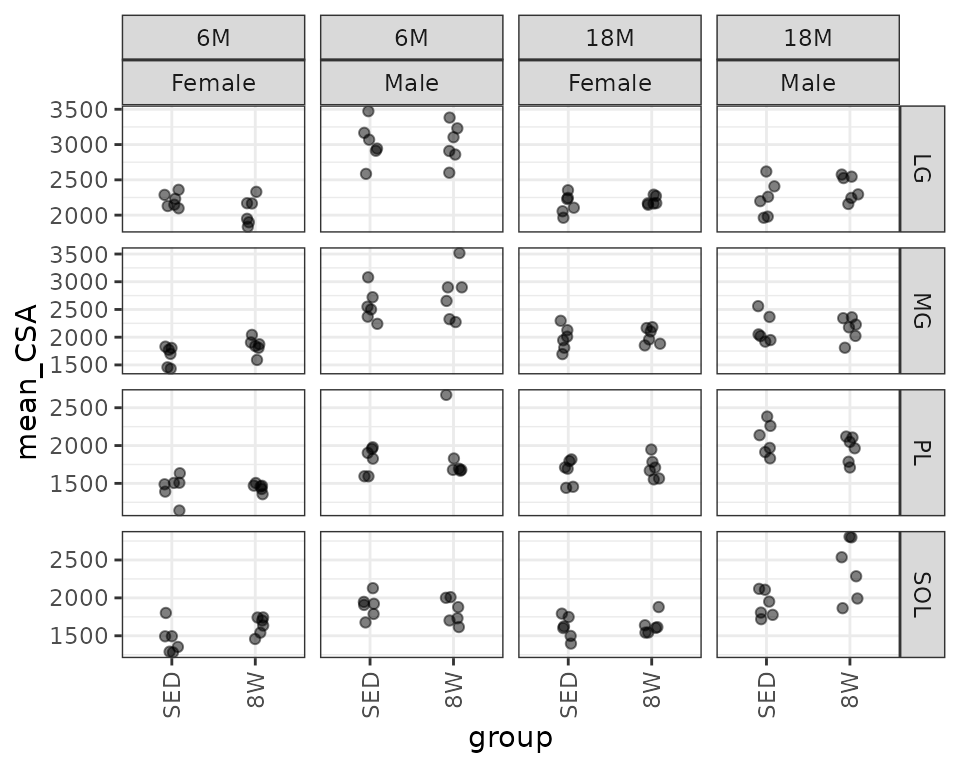 6M 6M 18M 18M
Female Male Female Male
3500
3000
2500
2000
LG
3500
3000
2500
2000
1500
MG
2500
2000
1500
PL
2500
2000
1500
SOL
mean_CSA
SED 8W SED 8W SED 8W SED 8W
group